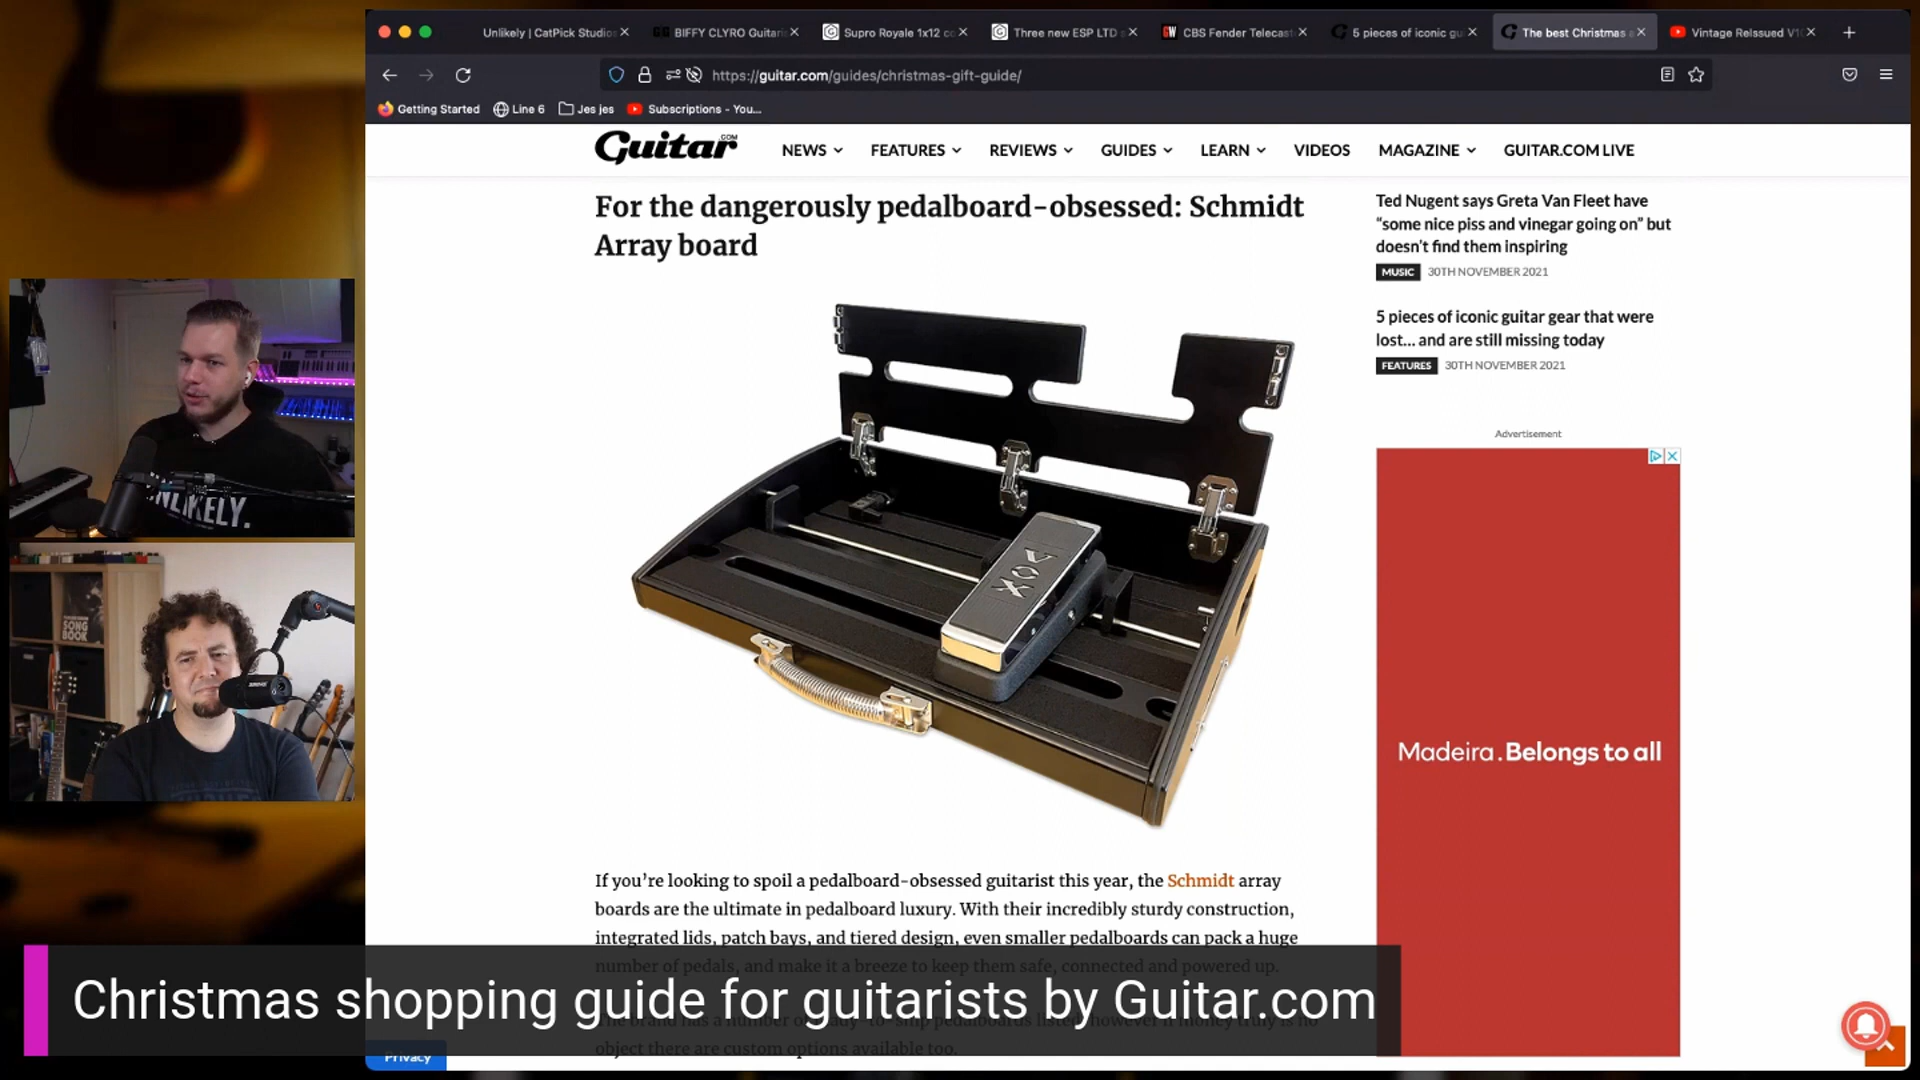 Unlikely | CatPick Studios
BIFFY CLYRO Guitari
Supro Royale 1x12 co
Three new ESP LTD s
GW CBS Fender Telecast
5 pieces of iconic gu
The best Christmas a
Vintage ReIssued V10
https://guitar.com/guides/christmas-gift-guide/
Getting Started
Line 6
Jes jes
Subscriptions - You...
Guitar.COM
NEWS
FEATURES
REVIEWS
GUIDES
LEARN
VIDEOS
MAGAZINE
GUITAR.COM LIVE
For the dangerously pedalboard-obsessed: Schmidt
Array board
VOX
If you’re looking to spoil a pedalboard-obsessed guitarist this year, the Schmidt array
boards are the ultimate in pedalboard luxury. With their incredibly sturdy construction,
integrated lids, patch bays, and tiered design, even smaller pedalboards can pack a huge
number of pedals, and make it a breeze to keep them safe, connected and powered up.
object there are custom options available too.
Ted Nugent says Greta Van Fleet have
“some nice piss and vinegar going on” but
doesn’t find them inspiring
MUSIC 30TH NOVEMBER 2021
5 pieces of iconic guitar gear that were
lost... and are still missing today
FEATURES 30TH NOVEMBER 2021
Advertisement
Madeira. Belongs to all
UNLIKELY.
SONG
BOOK
Christmas shopping guide for guitarists by Guitar.com
Privacy